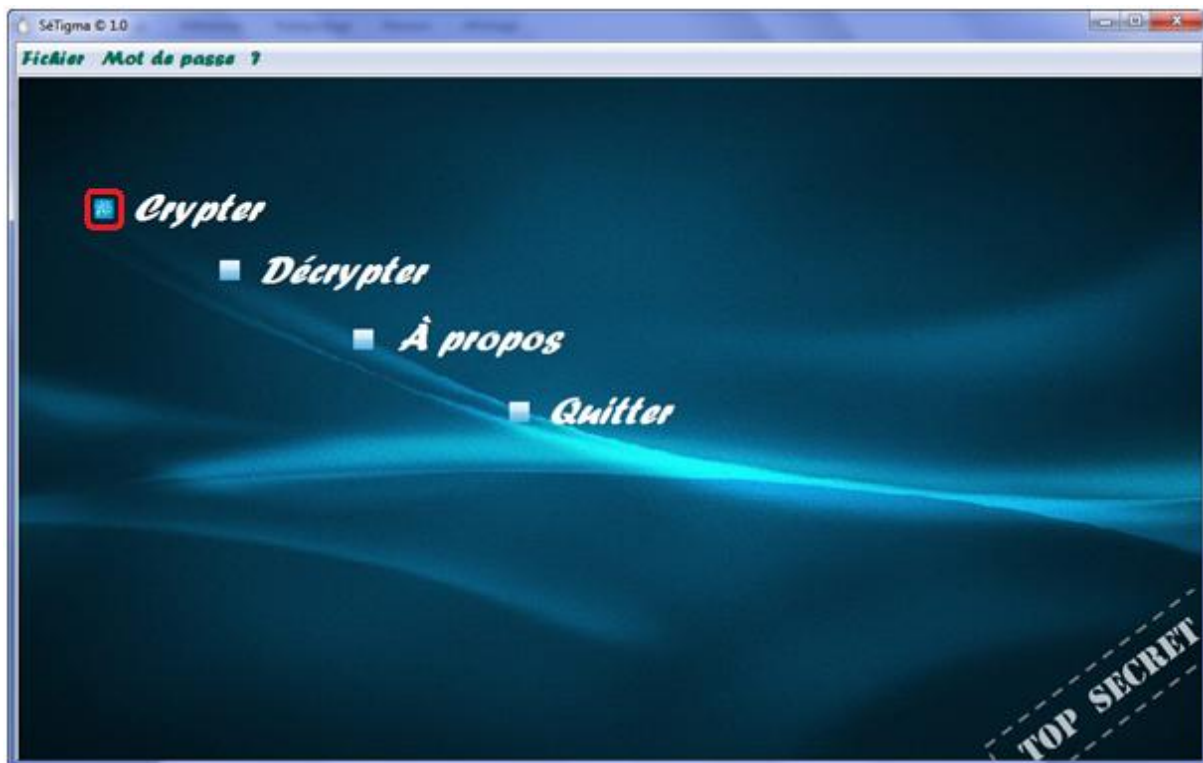 SéTigma © 1.0
Fichier Mot de passe ?
Crypter
Décrypter
À propos
Quitter
TOP SECRET